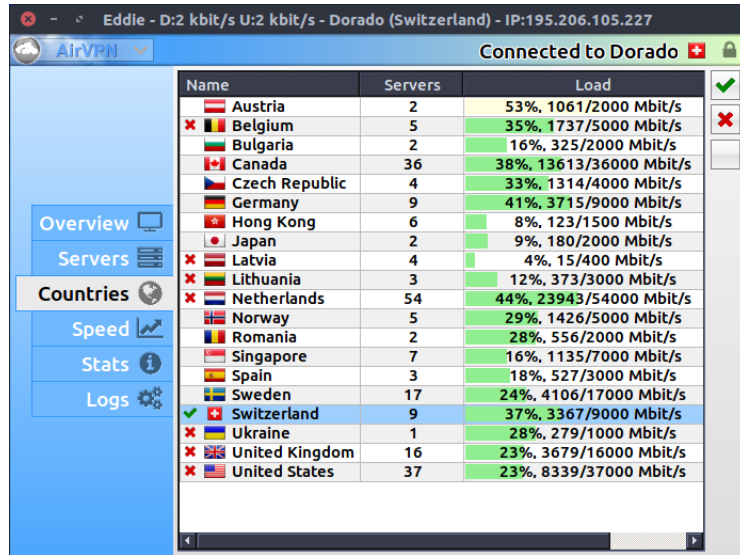 Eddie - D:2 kbit/s U:2 kbit/s - Dorado (Switzerland) - IP:195.206.105.227
AirVPN
Connected to Dorado
Name Servers Load
Austria 2 53%, 1061/2000 Mbit/s
Belgium 5 35%, 1737/5000 Mbit/s
Bulgaria 2 16%, 325/2000 Mbit/s
Canada 36 38%, 13613/36000 Mbit/s
Czech Republic 4 33%, 1314/4000 Mbit/s
Germany 9 41%, 3715/9000 Mbit/s
Hong Kong 6 8%, 123/1500 Mbit/s
Japan 2 9%, 180/2000 Mbit/s
Latvia 4 4%, 15/400 Mbit/s
Lithuania 3 12%, 373/3000 Mbit/s
Netherlands 54 44%, 23943/54000 Mbit/s
Norway 5 29%, 1426/5000 Mbit/s
Romania 2 28%, 556/2000 Mbit/s
Singapore 7 16%, 1135/7000 Mbit/s
Spain 3 18%, 527/3000 Mbit/s
Sweden 17 24%, 4106/17000 Mbit/s
Switzerland 9 37%, 3367/9000 Mbit/s
Ukraine 1 28%, 279/1000 Mbit/s
United Kingdom 16 23%, 3679/16000 Mbit/s
United States 37 23%, 8339/37000 Mbit/s
Overview
Servers
Countries
Speed
Stats
Logs